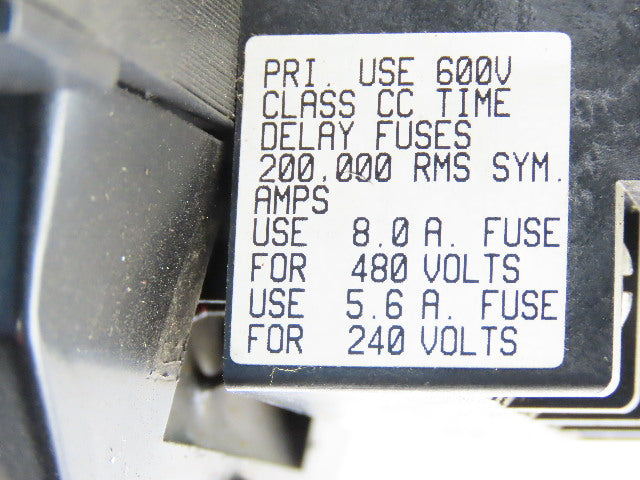 PRI. USE 600V
CLASS CC TIME
DELAY FUSES
200,000 RMS SYM.
AMPS
USE 8.0 A. FUSE
FOR 480 VOLTS
USE 5.6 A. FUSE
FOR 240 VOLTS